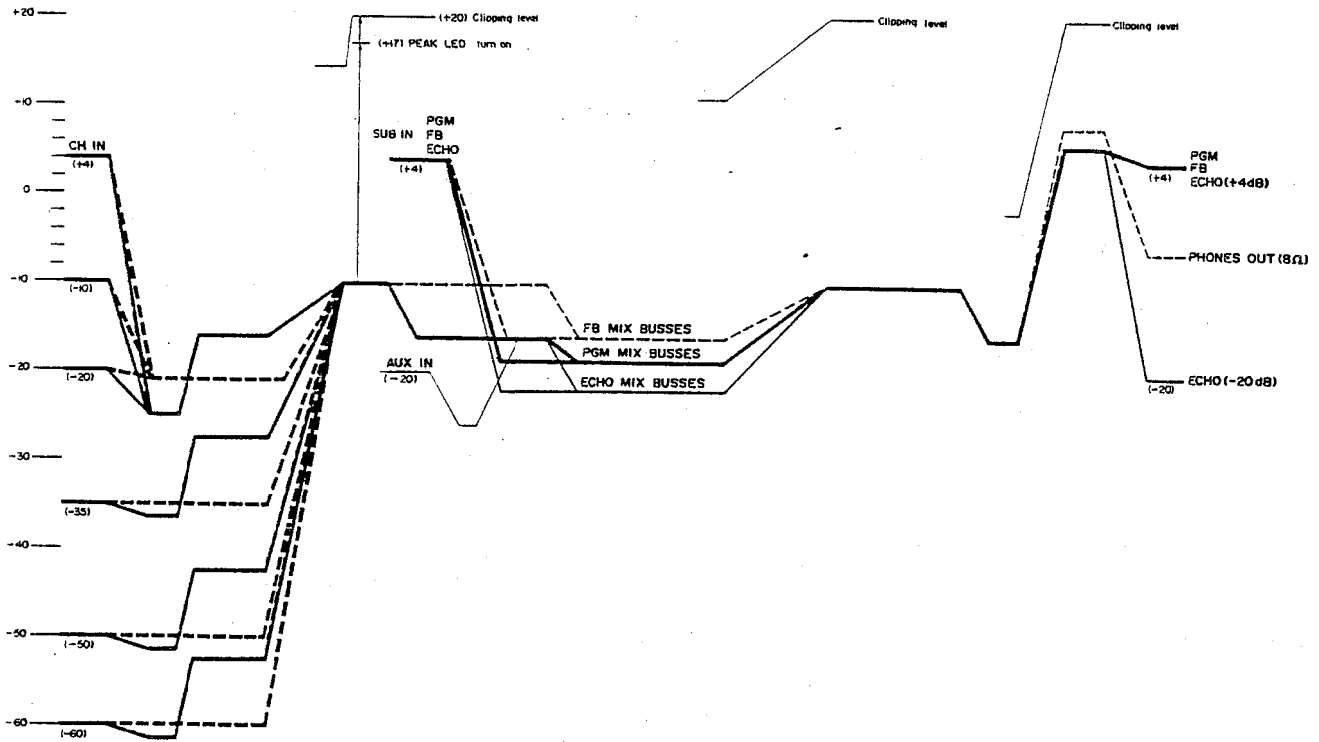 +20
(+20) Clipping level
Clipping level
Clipping level
(+17) PEAK LED turn on
+10
PGM
SUB IN FB
ECHO
(+4)
CH IN
(+4)
PGM
FB
ECHO (+4dB)
(+4)
0
PHONES OUT (8Ω)
-10
(-10)
FB MIX BUSSES
PGM MIX BUSSES
-20
(-20)
AUX IN
(-20)
ECHO MIX BUSSES
ECHO (-20dB)
(-20)
-30
(-35)
-40
-50
(-50)
-60
(-60)